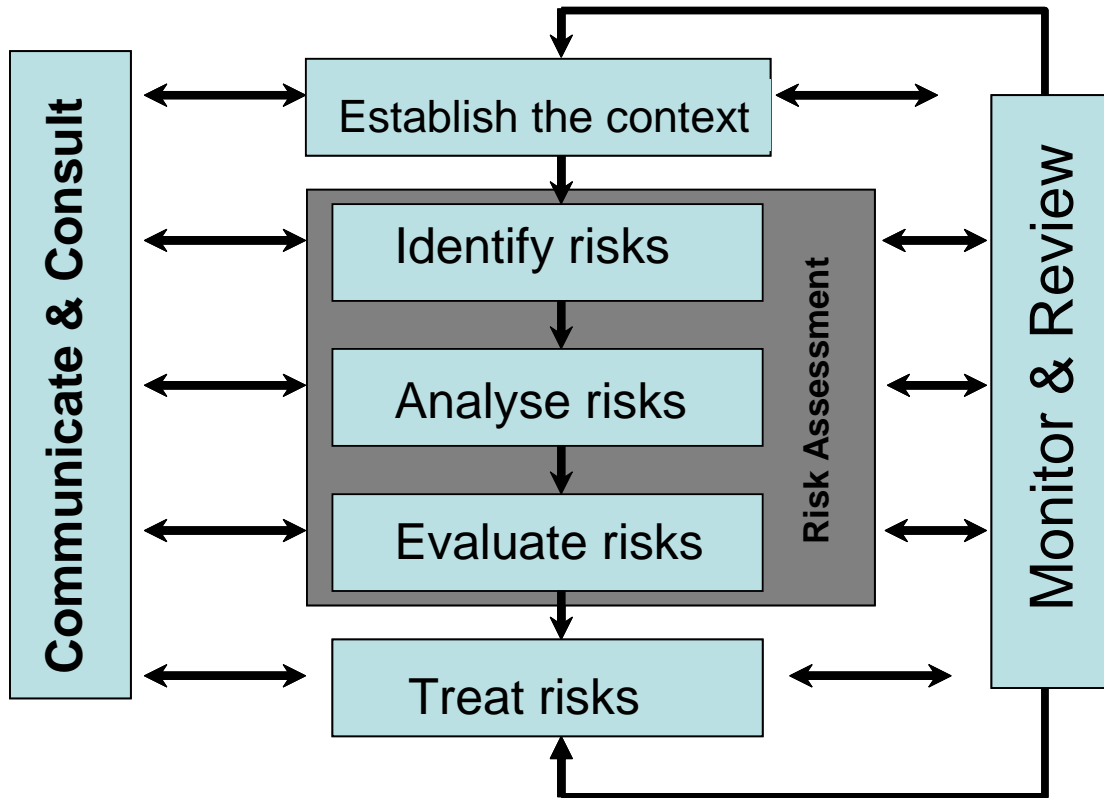 Communicate & Consult
Establish the context
Identify risks
Analyse risks
Evaluate risks
Risk Assessment
Treat risks
Monitor & Review